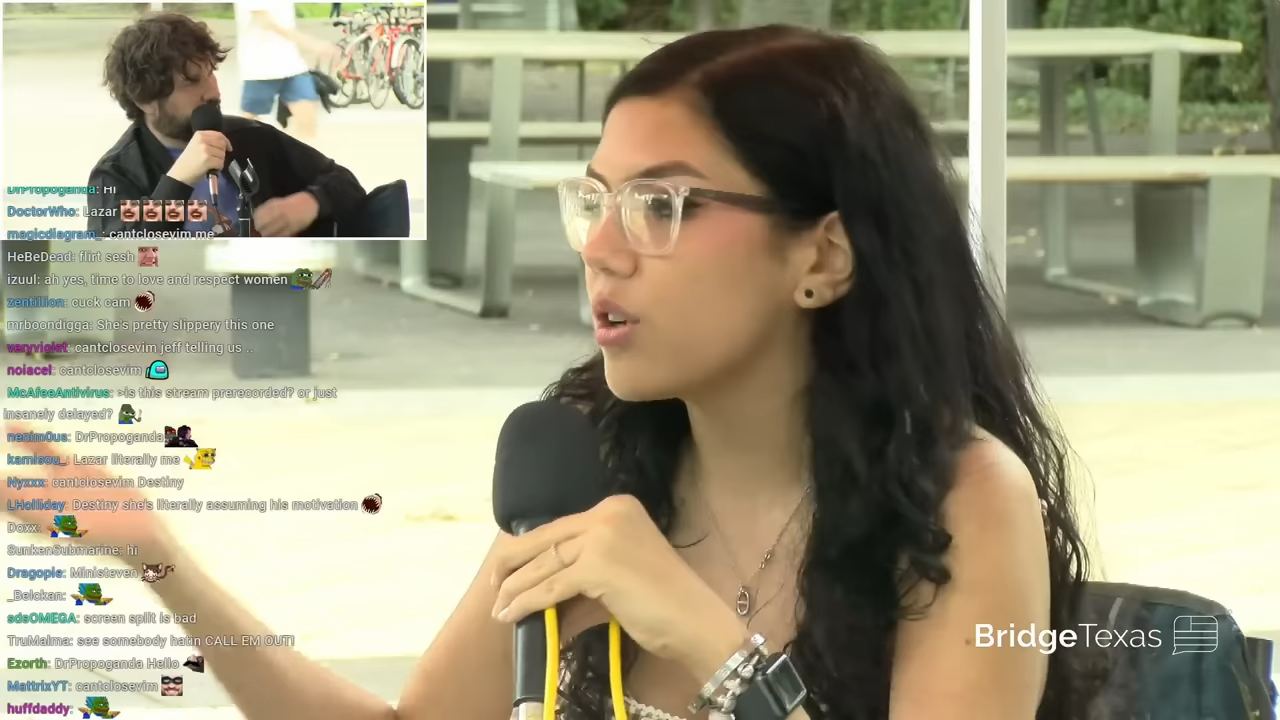 DrPropoganda: Hi
DoctorWho: Lazar
magicdiagram_: cantclosevim me
HeBeDead: flirt sesh
izuul: ah yes, time to love and respect women
zentillion: cuck cam
mrboondigga: She's pretty slippery this one
veryviolet: cantclosevim jeff telling us ..
noiacel: cantclosevim
McAfeeAntivirus: >is this stream prerecorded? or just
insanely delayed?
nenim0us: DrPropoganda
kamisou_: Lazar literally me
Nyxxx: cantclosevim Destiny
LHolliday: Destiny she's literally assuming his motivation
Doxx:
SunkenSubmarine: hi
Dragople: Ministeven
_Belokan:
sdsOMEGA: screen split is bad
TruMalma: see somebody hatin CALL EM OUT!
Ezorth: DrPropoganda Hello
MattrixYT: cantclosevim
huffdaddy:
BridgeTexas